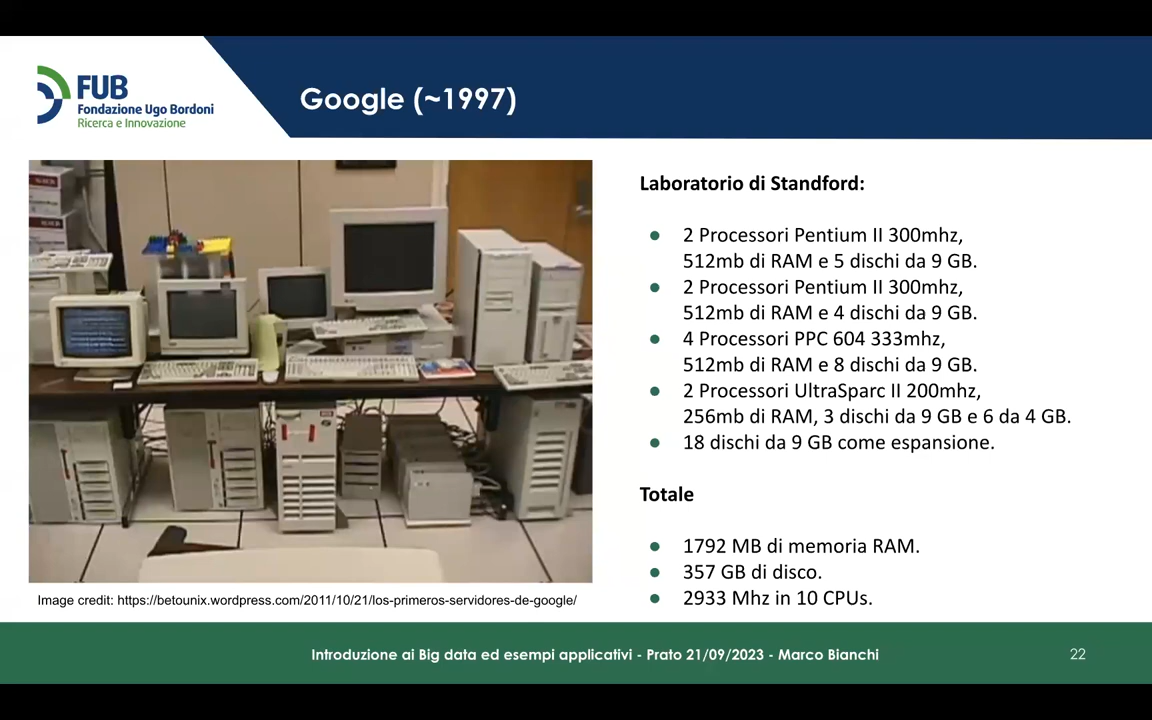 FUB
Fondazione Ugo Bordoni
Ricerca e Innovazione
Google (~1997)
Laboratorio di Standford:
● 2 Processori Pentium II 300mhz,
512mb di RAM e 5 dischi da 9 GB.
● 2 Processori Pentium II 300mhz,
512mb di RAM e 4 dischi da 9 GB.
● 4 Processori PPC 604 333mhz,
512mb di RAM e 8 dischi da 9 GB.
● 2 Processori UltraSparc II 200mhz,
256mb di RAM, 3 dischi da 9 GB e 6 da 4 GB.
● 18 dischi da 9 GB come espansione.
Totale
● 1792 MB di memoria RAM.
● 357 GB di disco.
● 2933 Mhz in 10 CPUs.
Image credit: https://betounix.wordpress.com/2011/10/21/los-primeros-servidores-de-google/
Introduzione ai Big data ed esempi applicativi - Prato 21/09/2023 - Marco Bianchi
22